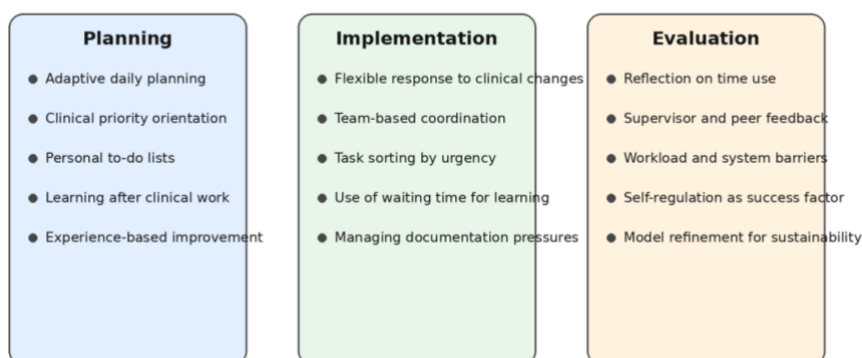 Planning
Adaptive daily planning
Clinical priority orientation
Personal to-do lists
Learning after clinical work
Experience-based improvement
Implementation
Flexible response to clinical changes
Team-based coordination
Task sorting by urgency
Use of waiting time for learning
Managing documentation pressures
Evaluation
Reflection on time use
Supervisor and peer feedback
Workload and system barriers
Self-regulation as success factor
Model refinement for sustainability